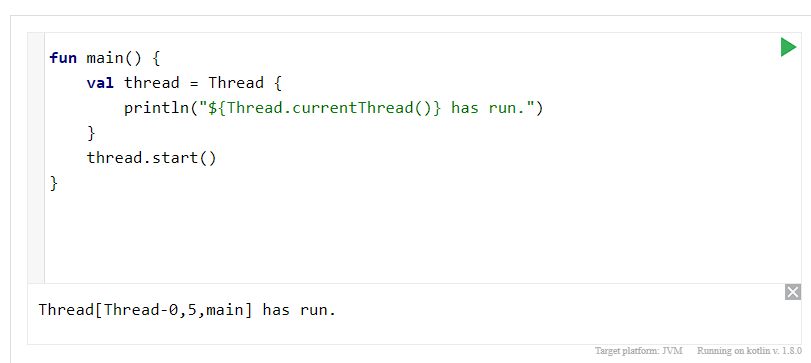 fun main() {
    val thread = Thread {
        println("${Thread.currentThread()} has run.")
    }
    thread.start()
}
Thread[Thread-0,5,main] has run.
Target platform: JVM Running on kotlin v. 1.8.0